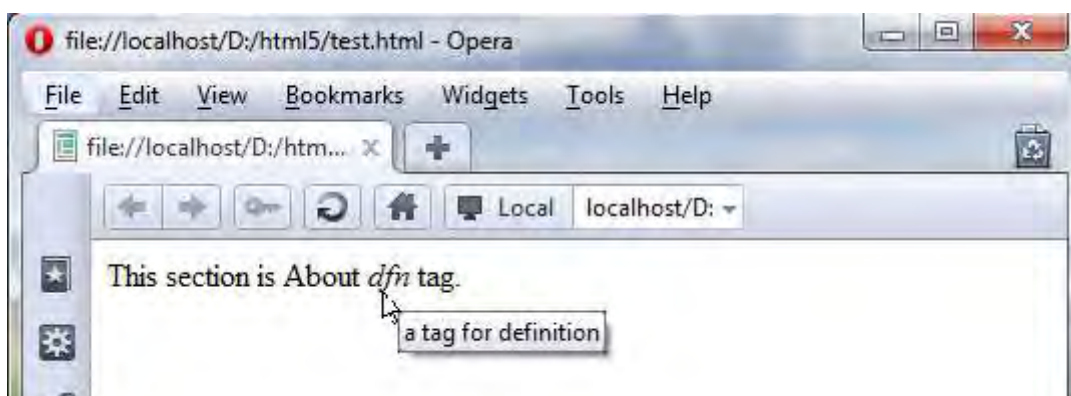 file://localhost/D:/html5/test.html - Opera
File Edit View Bookmarks Widgets Tools Help
file://localhost/D:/htm...
Local localhost/D:
This section is About dfn tag.
a tag for definition